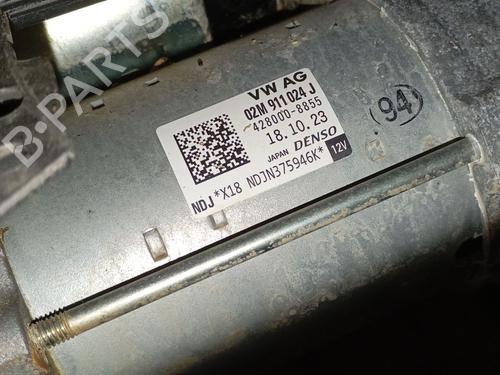 B-PARTS
VW AG
02M 911 024 J
~428000-8855
18.10.23
JAPAN DENSO
NDJ *X18 NDJN375946K* 12V
94